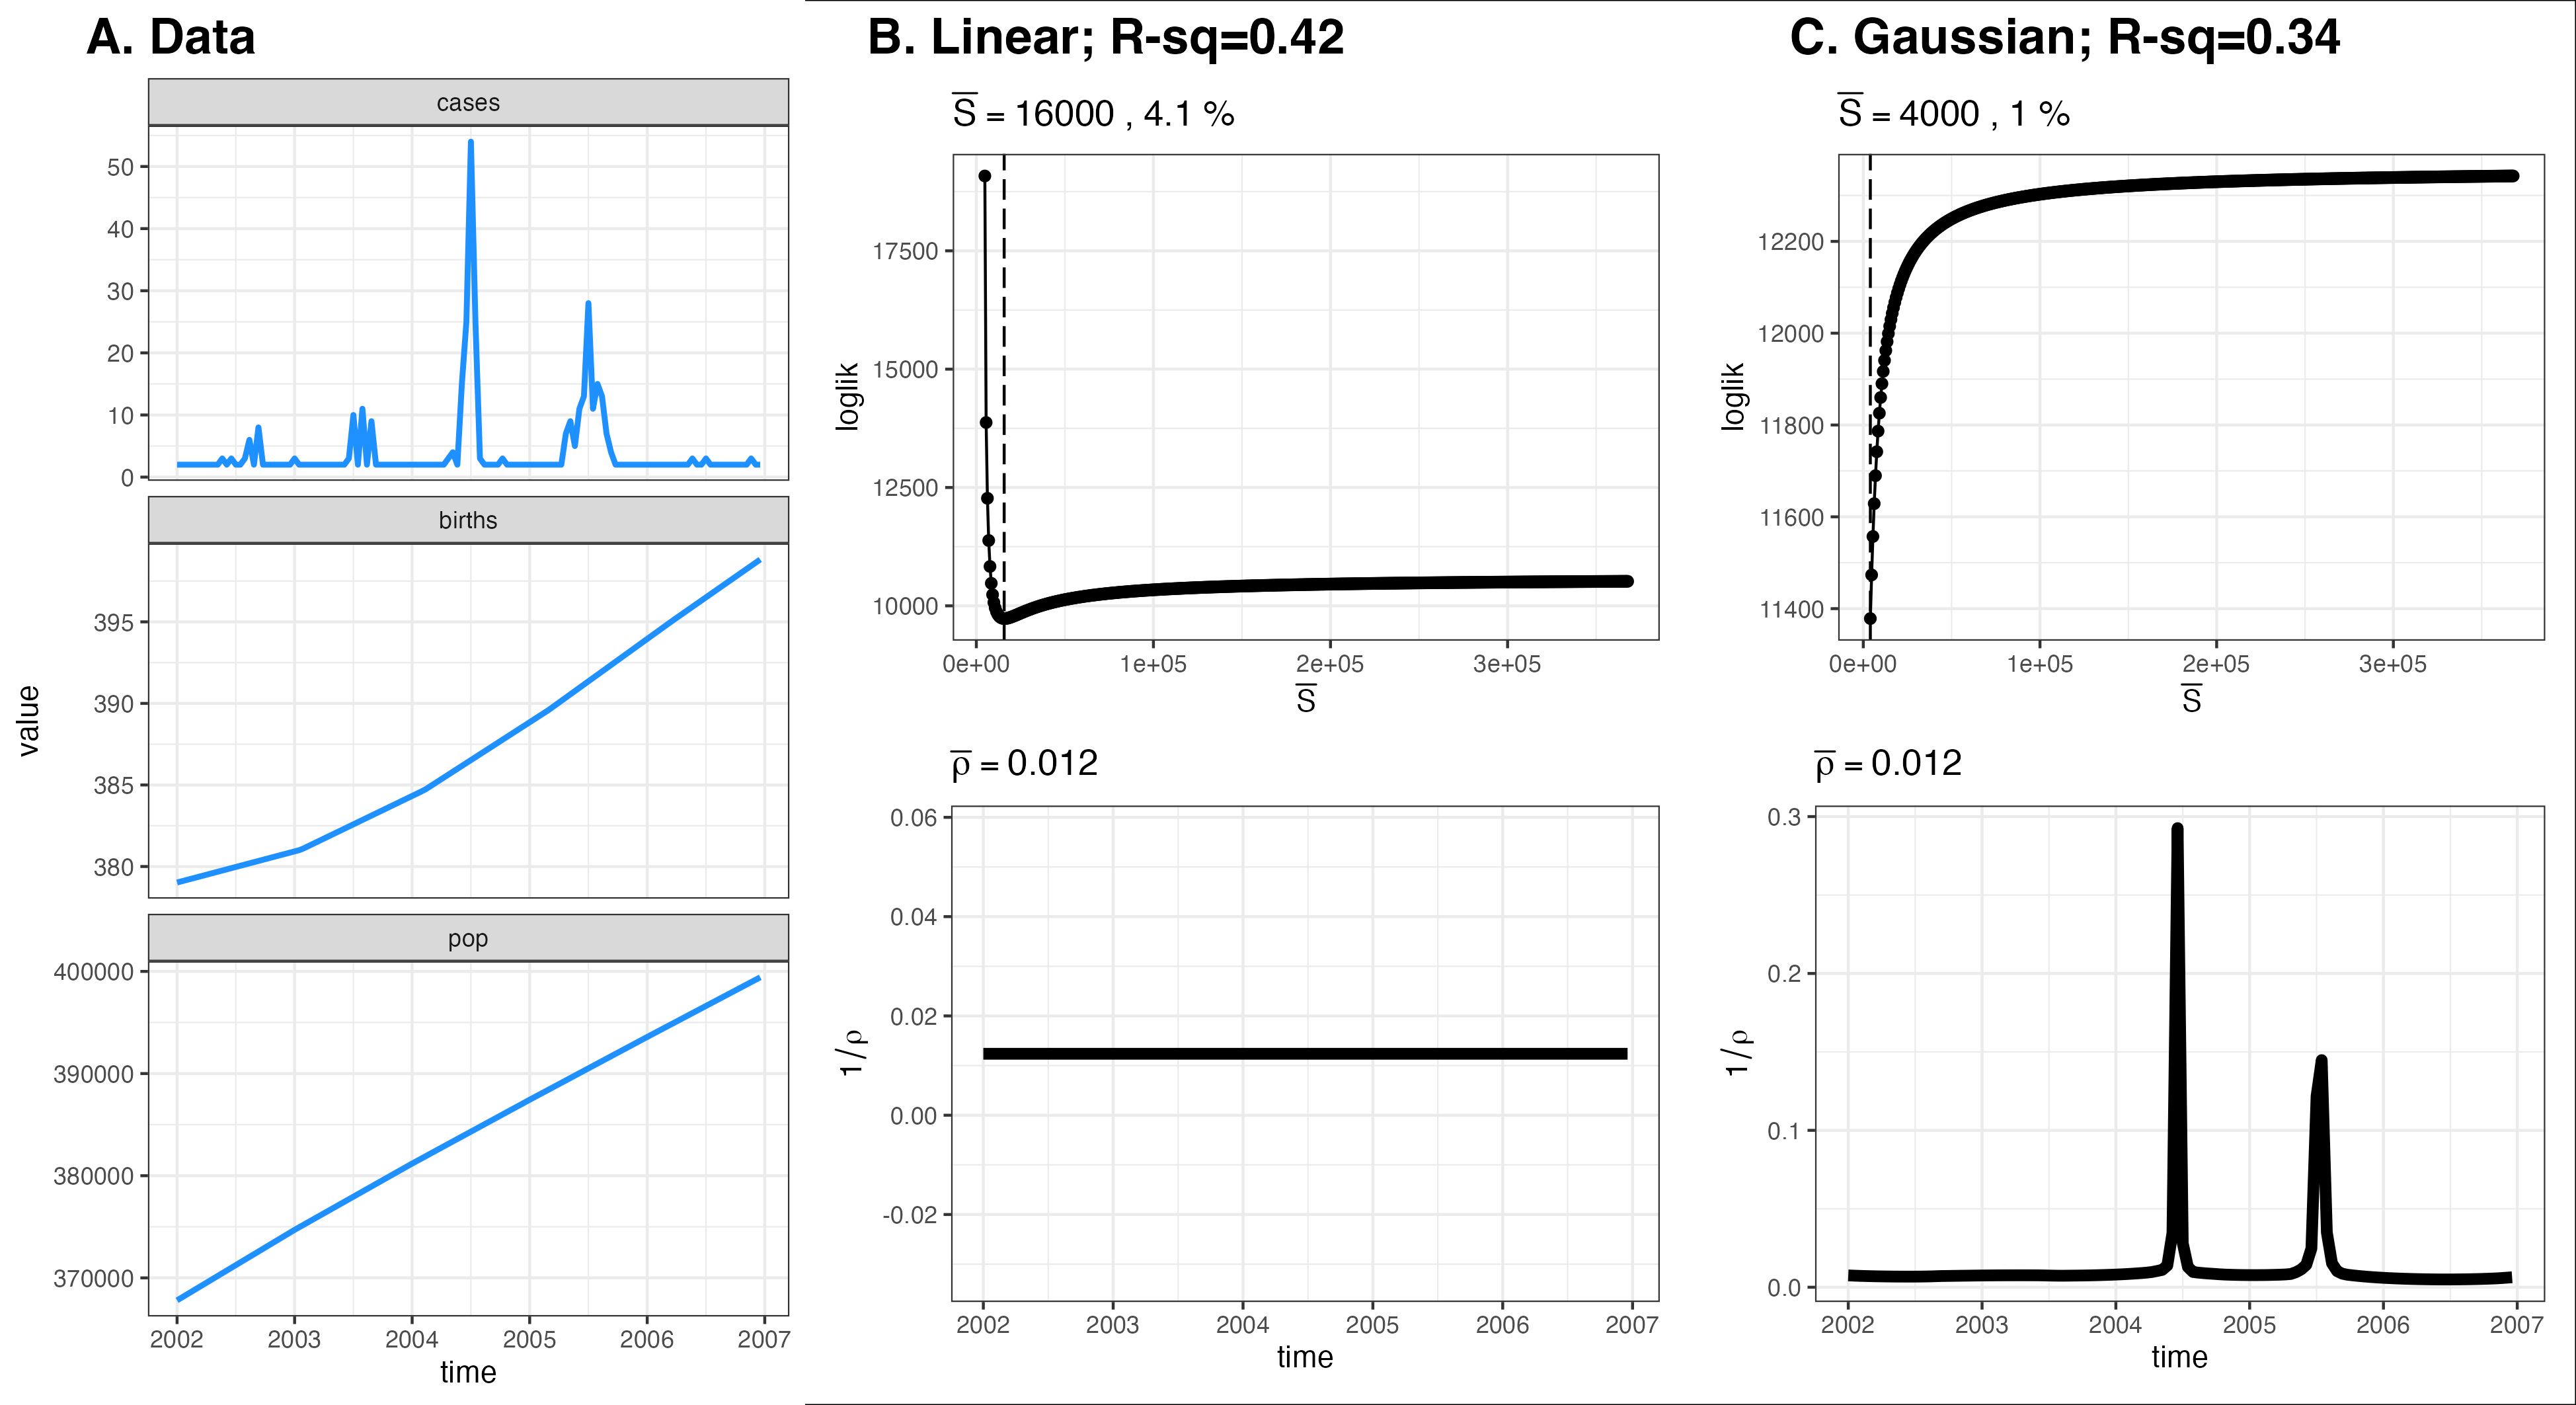 A. Data
cases
50
40
30
20
10
0
births
395
390
385
380
pop
400000
390000
380000
370000
2002 2003 2004 2005 2006 2007
time
value
B. Linear; R-sq=0.42
S̅ = 16000 , 4.1 %
17500
15000
12500
10000
loglik
0e+00 1e+05 2e+05 3e+05
S̅
ρ̅ = 0.012
0.06
0.04
0.02
0.00
-0.02
1/ρ
2002 2003 2004 2005 2006 2007
time
C. Gaussian; R-sq=0.34
S̅ = 4000 , 1 %
12200
12000
11800
11600
11400
loglik
0e+00 1e+05 2e+05 3e+05
S̅
ρ̅ = 0.012
0.3
0.2
0.1
0.0
1/ρ
2002 2003 2004 2005 2006 2007
time